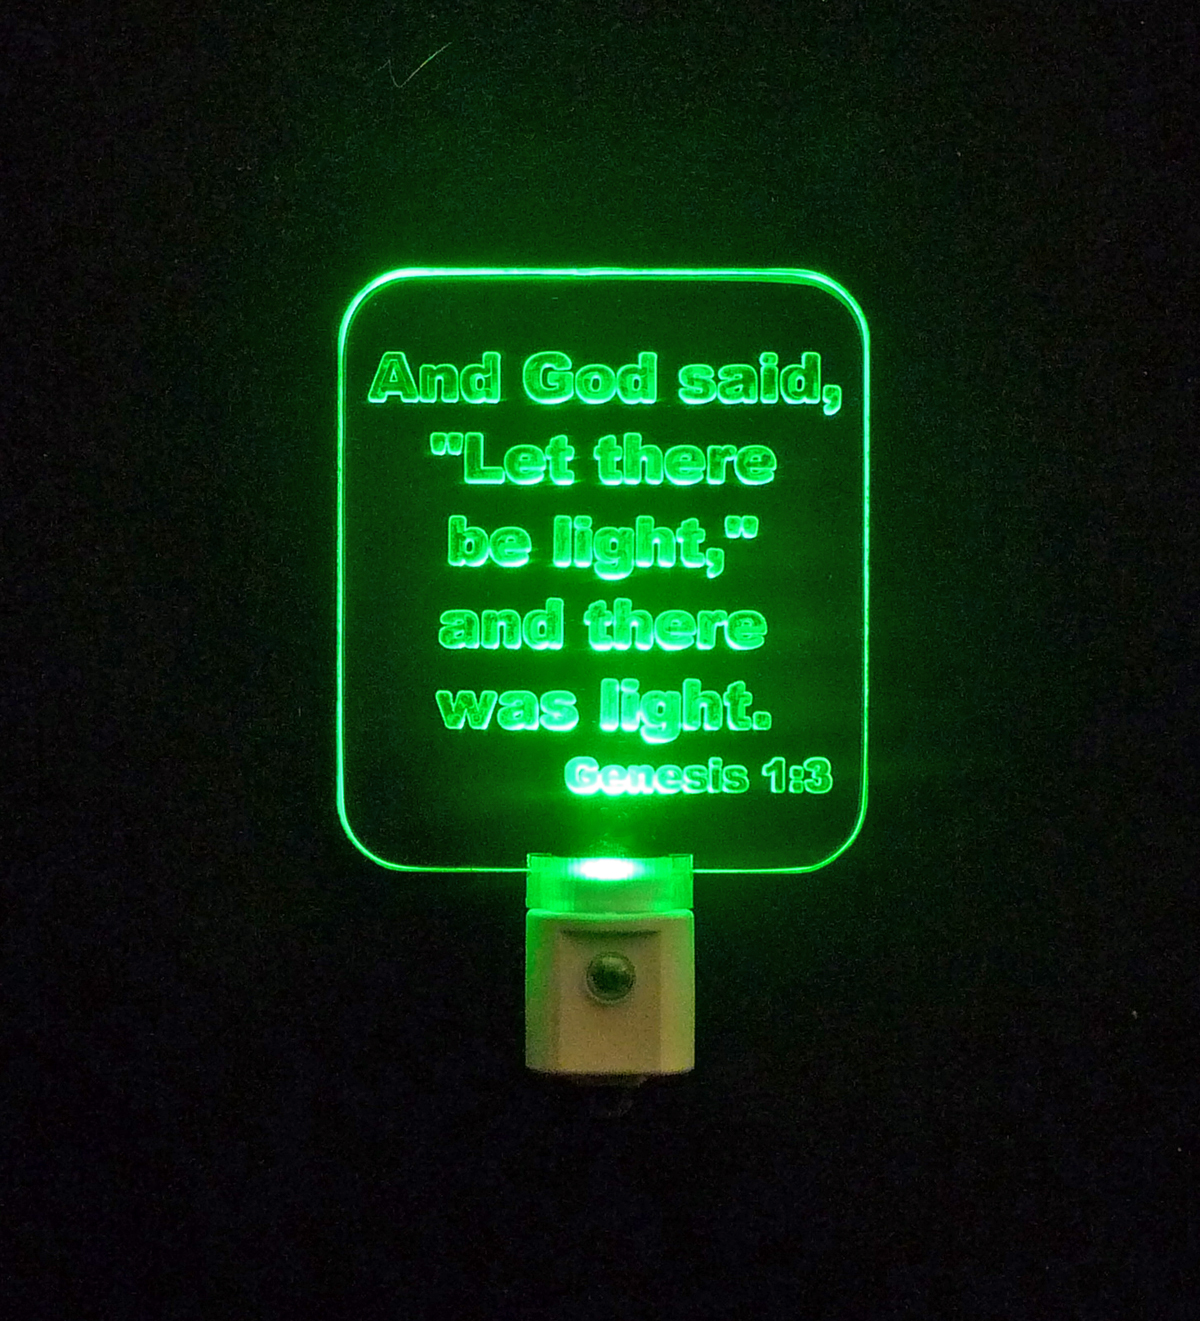 And God said,
"Let there
be light,"
and there
was light.
Genesis 1:3